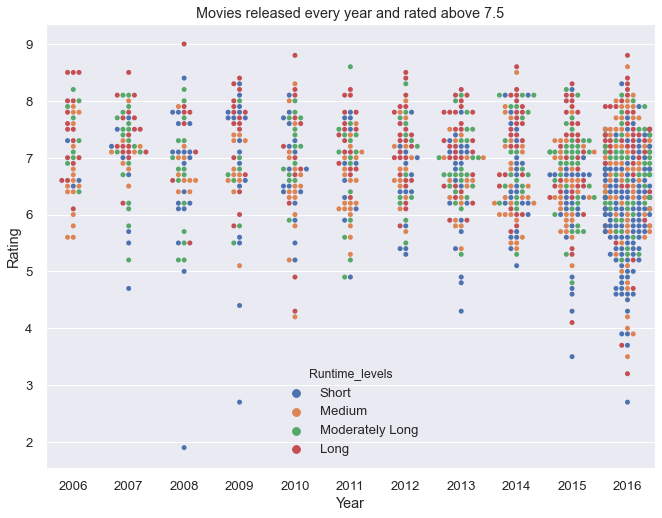 Movies released every year and rated above 7.5
9
8
7
6
5
4
3
2
Rating
Runtime_levels
Short
Medium
Moderately Long
Long
2006 2007 2008 2009 2010 2011 2012 2013 2014 2015 2016
Year